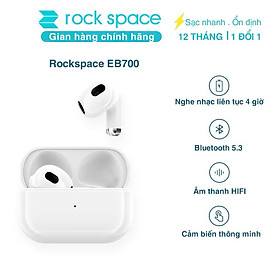 rock space
Gian hàng chính hãng
Sạc nhanh . Ổn định
12 THÁNG | 1 ĐỔI 1
Rockspace EB700
Nghe nhạc liên tục 4 giờ
Bluetooth 5.3
Âm thanh HIFI
Cảm biến thông minh